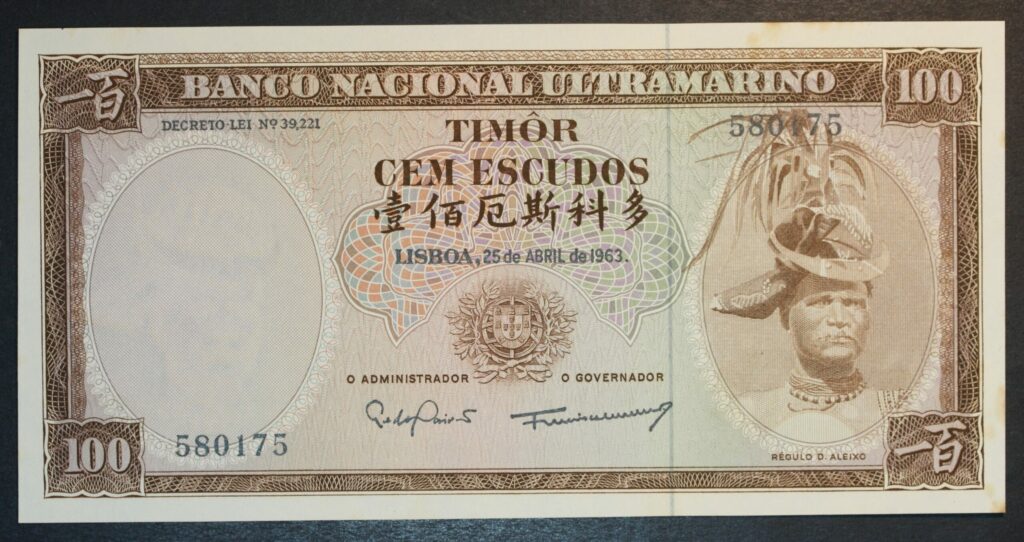 一百
BANCO NACIONAL ULTRAMARINO
100
DECRETO-LEI Nº 39,221
TIMÔR
580175
CEM ESCUDOS
壹佰厄斯科多
LISBOA, 25 de ABRIL de 1963.
O ADMINISTRADOR
O GOVERNADOR
580175
RÉGULO D. ALEIXO
100
一百